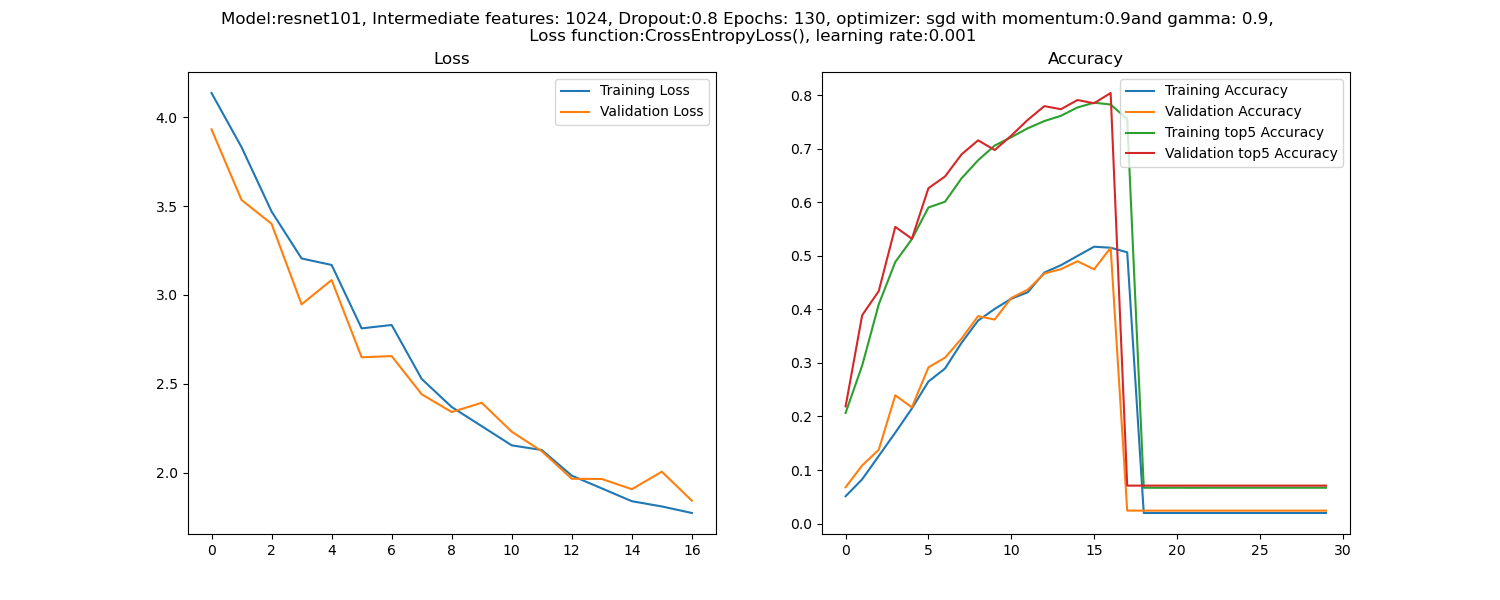 Model:resnet101, Intermediate features: 1024, Dropout:0.8 Epochs: 130, optimizer: sgd with momentum:0.9and gamma: 0.9,
Loss function:CrossEntropyLoss(), learning rate:0.001
Loss
Training Loss
Validation Loss
4.0
3.5
3.0
2.5
2.0
0 2 4 6 8 10 12 14 16
Accuracy
Training Accuracy
Validation Accuracy
Training top5 Accuracy
Validation top5 Accuracy
0.8
0.7
0.6
0.5
0.4
0.3
0.2
0.1
0.0
0 5 10 15 20 25 30